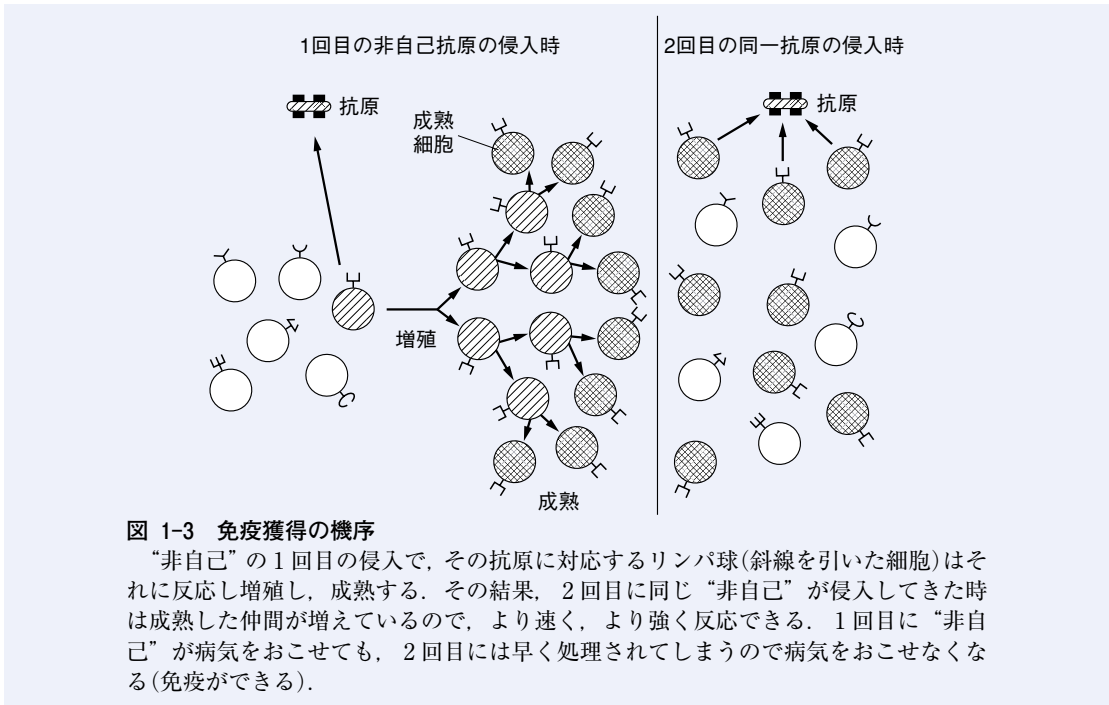 1回目の非自己抗原の侵入時
2回目の同一抗原の侵入時
抗原
抗原
成熟
細胞
増殖
成熟
図 1-3 免疫獲得の機序
“非自己”の1回目の侵入で,その抗原に対応するリンパ球(斜線を引いた細胞)はそ
れに反応し増殖し,成熟する.その結果,2回目に同じ“非自己”が侵入してきた時
は成熟した仲間が増えているので,より速く,より強く反応できる.1回目に“非自
己”が病気をおこせても,2回目には早く処理されてしまうので病気をおこせなくな
る(免疫ができる).